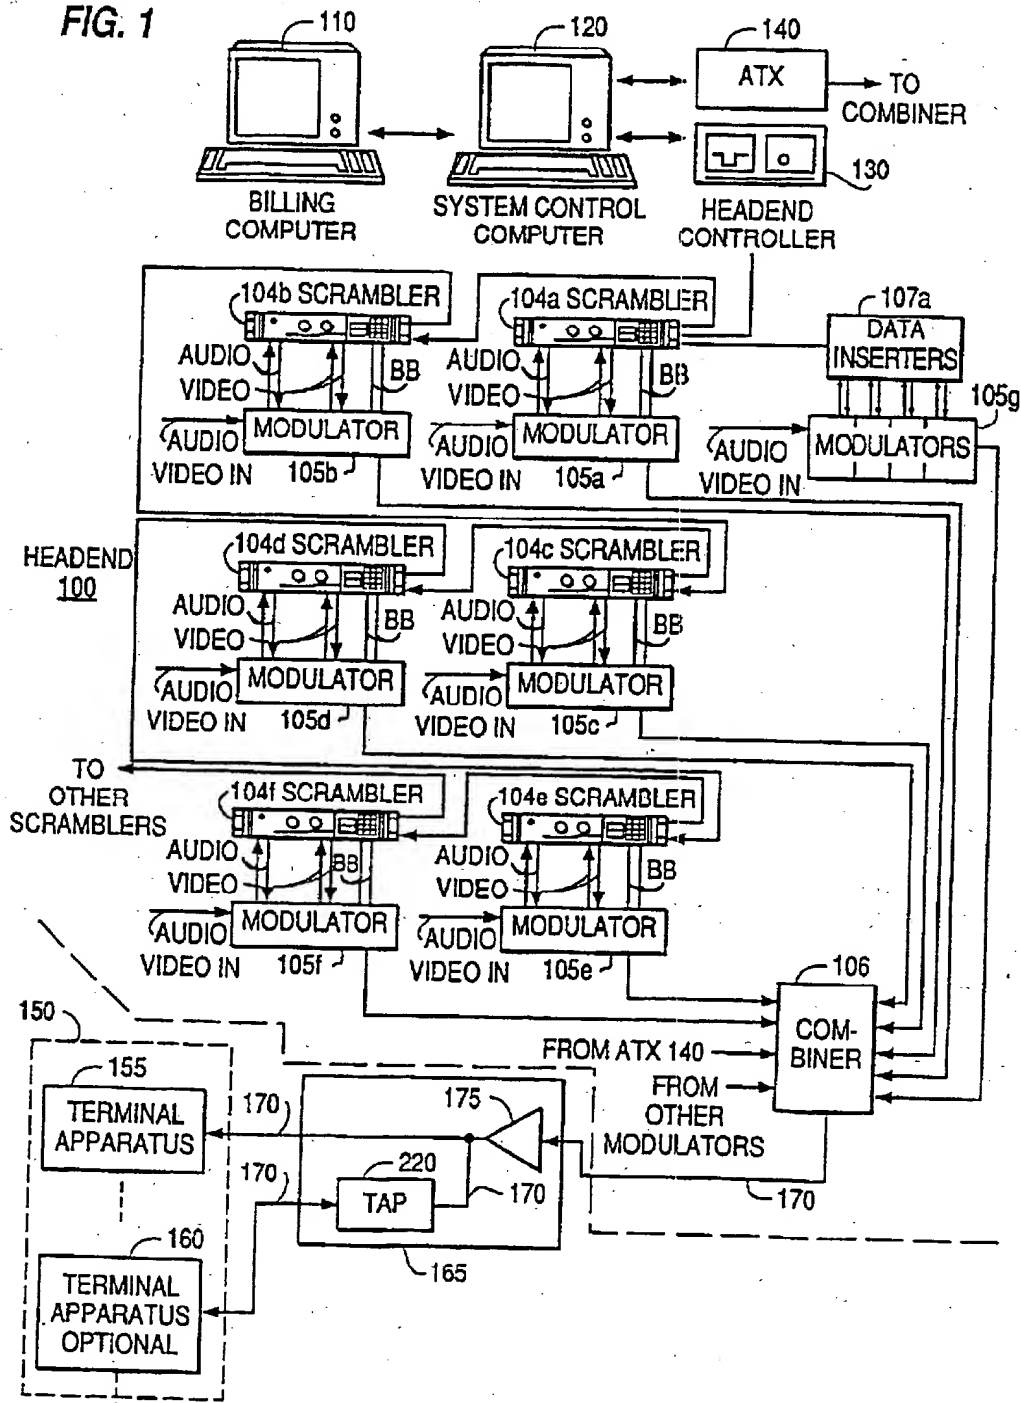 FIG. 1
110
120
140
ATX
TO
COMBINER
130
BILLING
COMPUTER
SYSTEM CONTROL
COMPUTER
HEADEND
CONTROLLER
104b SCRAMBLER
104a SCRAMBLER
107a
DATA
INSERTERS
AUDIO
VIDEO
BB
AUDIO
VIDEO
BB
105g
MODULATOR
MODULATOR
MODULATORS
AUDIO
VIDEO IN
105b
AUDIO
VIDEO IN
105a
AUDIO
VIDEO IN
HEADEND
100
104d SCRAMBLER
104c SCRAMBLER
AUDIO
VIDEO
BB
AUDIO
VIDEO
BB
MODULATOR
MODULATOR
AUDIO
VIDEO IN
105d
AUDIO
VIDEO IN
105c
TO
OTHER
SCRAMBLERS
104f SCRAMBLER
104e SCRAMBLER
AUDIO
VIDEO
BB
AUDIO
VIDEO
BB
MODULATOR
MODULATOR
AUDIO
VIDEO IN
105f
AUDIO
VIDEO IN
105e
106
COM-
BINER
FROM ATX 140
FROM
OTHER
MODULATORS
150
155
TERMINAL
APPARATUS
170
175
170
220
TAP
170
170
160
TERMINAL
APPARATUS
OPTIONAL
165